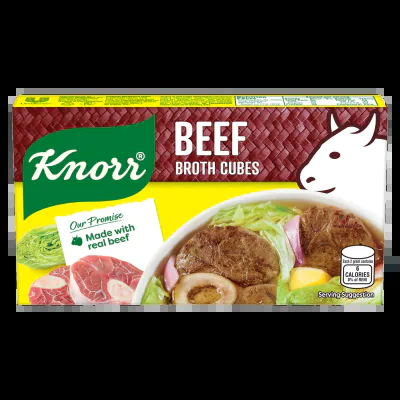 Knorr®
BEEF
BROTH CUBES
Our Promise
Made with
real beef
6
CALORIES
Serving Suggestion